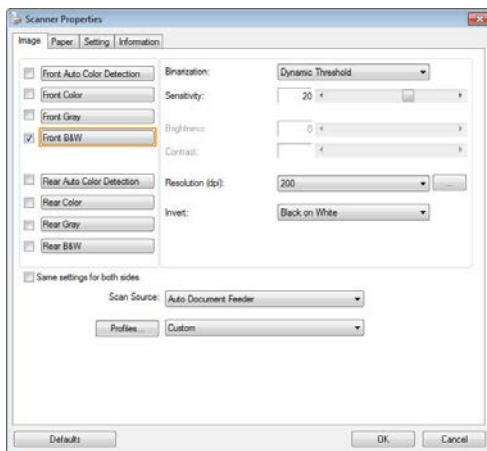 Scanner Properties
Image Paper Setting Information
Front Auto Color Detection
Front Color
Front Gray
Front B&W
Rear Auto Color Detection
Rear Color
Rear Gray
Rear B&W
Binarization: Dynamic Threshold
Sensitivity: 20
Brightness: 0
Contrast:
Resolution (dpi): 200 ...
Invert: Black on White
Same settings for both sides
Scan Source: Auto Document Feeder
Profiles... Custom
Defaults OK Cancel